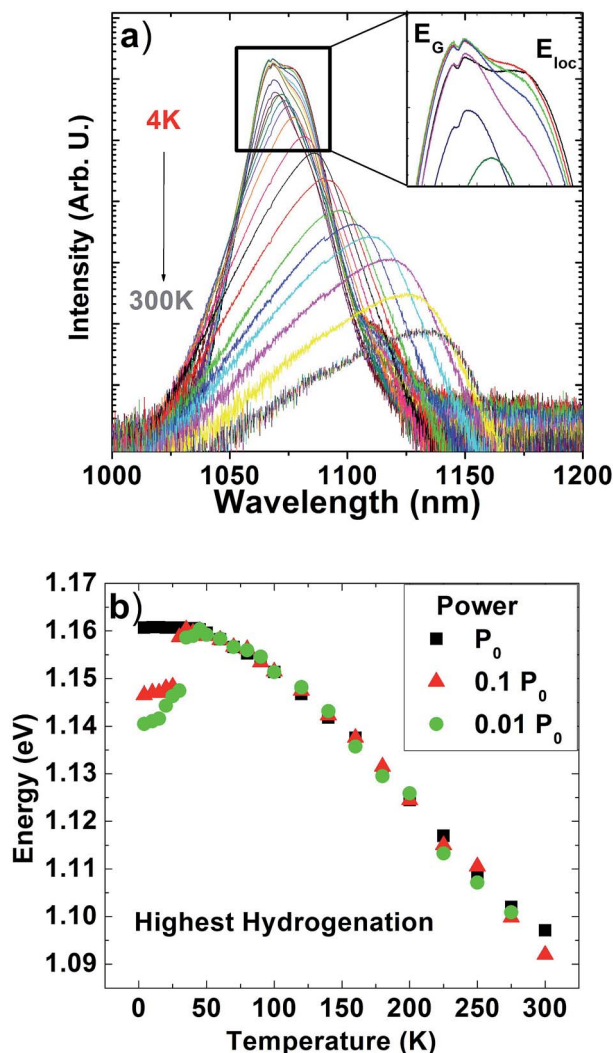 a)
E_G
E_loc
4K
300K
Intensity (Arb. U.)
1000 1050 1100 1150 1200
Wavelength (nm)
b)
1.17
1.16
1.15
1.14
1.13
1.12
1.11
1.10
1.09
Energy (eV)
Power
P_0
0.1 P_0
0.01 P_0
Highest Hydrogenation
0 50 100 150 200 250 300
Temperature (K)